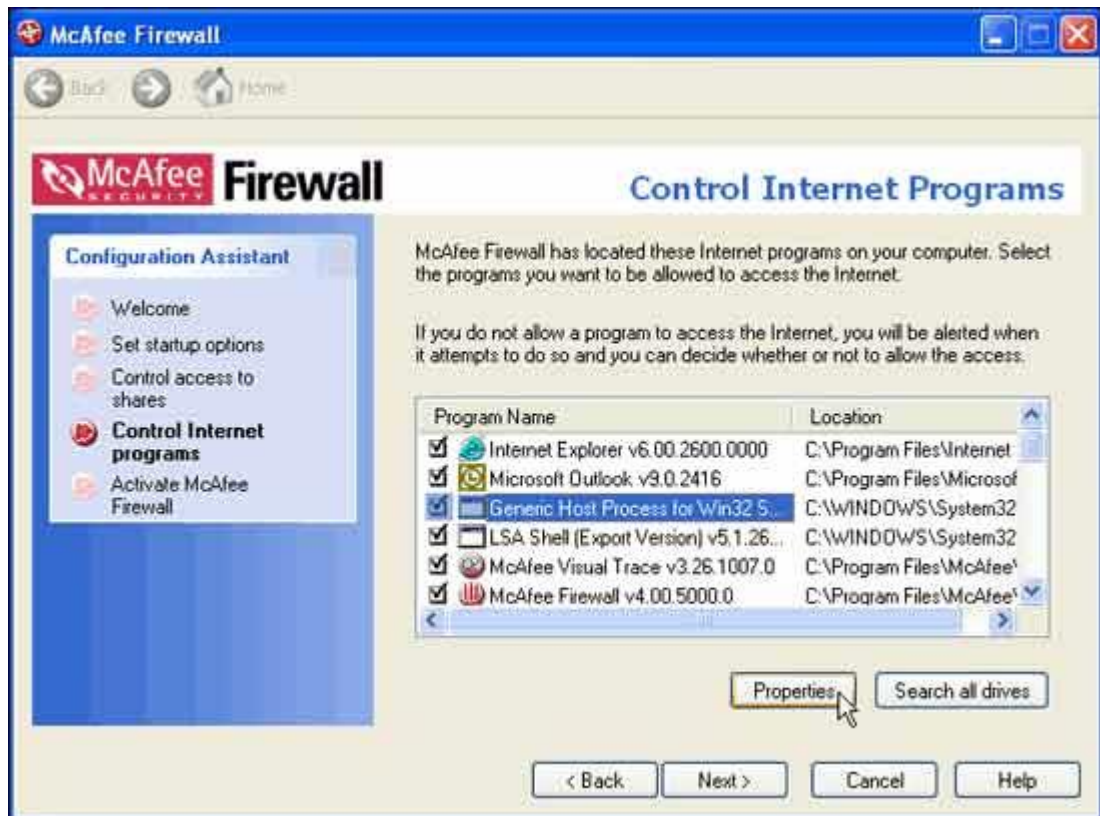 McAfee Firewall
Back
Home
McAfee Firewall
SECURITY
Control Internet Programs
Configuration Assistant
Welcome
Set startup options
Control access to
shares
Control Internet
programs
Activate McAfee
Firewall
McAfee Firewall has located these Internet programs on your computer. Select
the programs you want to be allowed to access the Internet.
If you do not allow a program to access the Internet, you will be alerted when
it attempts to do so and you can decide whether or not to allow the access.
Program Name Location
Internet Explorer v6.00.2600.0000 C:\Program Files\Internet
Microsoft Outlook v9.0.2416 C:\Program Files\Microsof
Generic Host Process for Win32 S... C:\WINDOWS\System32
LSA Shell (Export Version) v5.1.26... C:\WINDOWS\System32
McAfee Visual Trace v3.26.1007.0 C:\Program Files\McAfee\
McAfee Firewall v4.00.5000.0 C:\Program Files\McAfee\
Properties Search all drives
< Back Next > Cancel Help